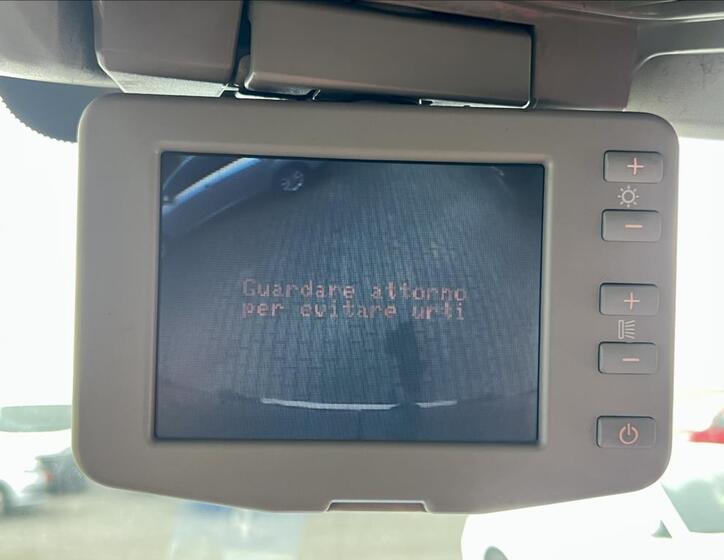 Guardare attorno
per evitare urti
+
−
+
−